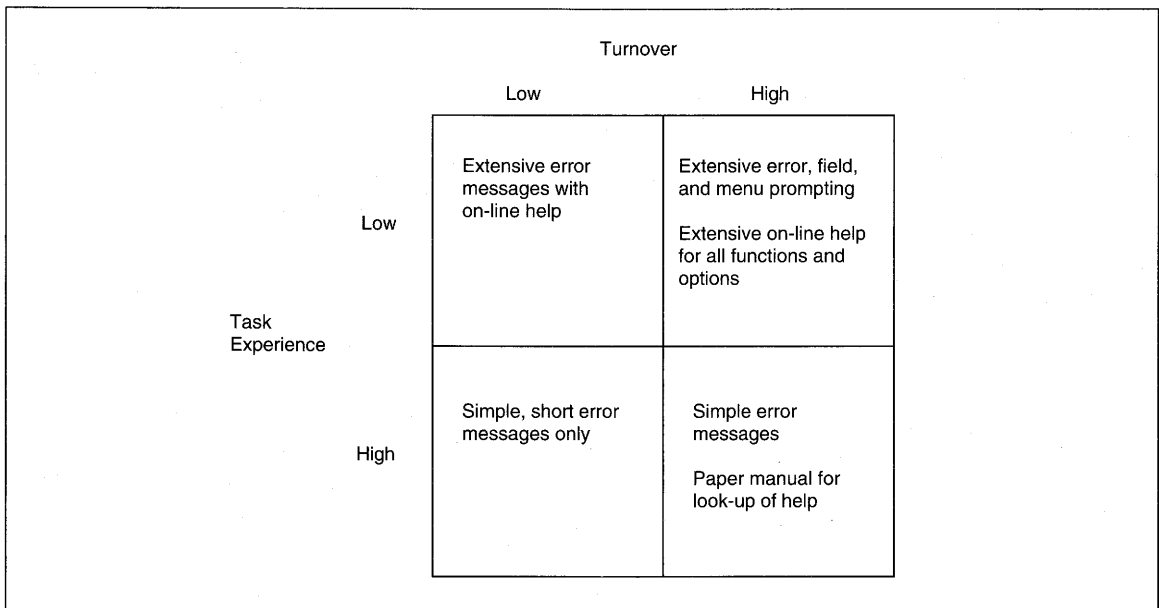 Turnover
Low
High
Extensive error
messages with
on-line help
Extensive error, field,
and menu prompting
Extensive on-line help
for all functions and
options
Low
Task
Experience
Simple, short error
messages only
Simple error
messages
Paper manual for
look-up of help
High